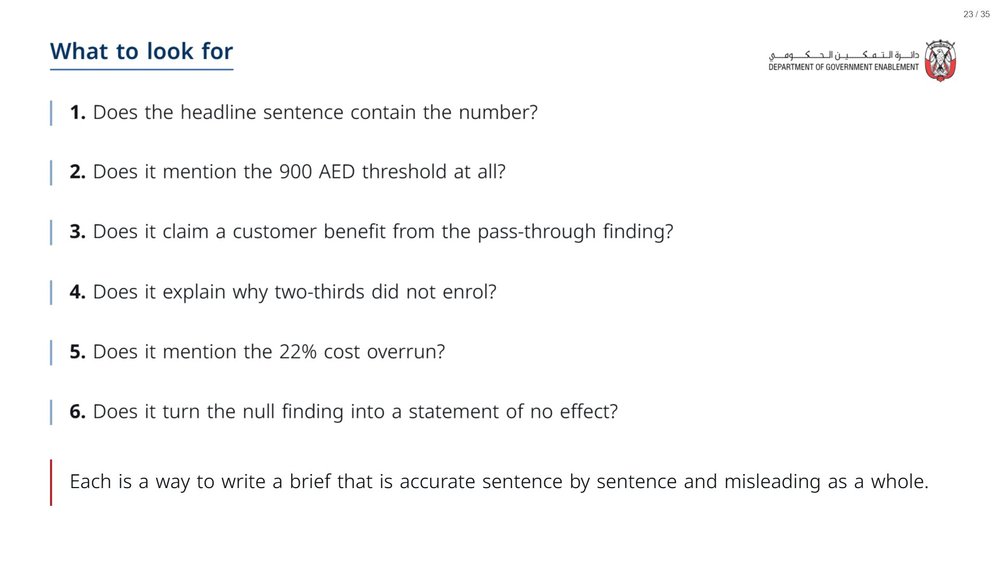 23 / 35
What to look for
دائرة التمكين الحكومي
DEPARTMENT OF GOVERNMENT ENABLEMENT
1. Does the headline sentence contain the number?
2. Does it mention the 900 AED threshold at all?
3. Does it claim a customer benefit from the pass-through finding?
4. Does it explain why two-thirds did not enrol?
5. Does it mention the 22% cost overrun?
6. Does it turn the null finding into a statement of no effect?
Each is a way to write a brief that is accurate sentence by sentence and misleading as a whole.